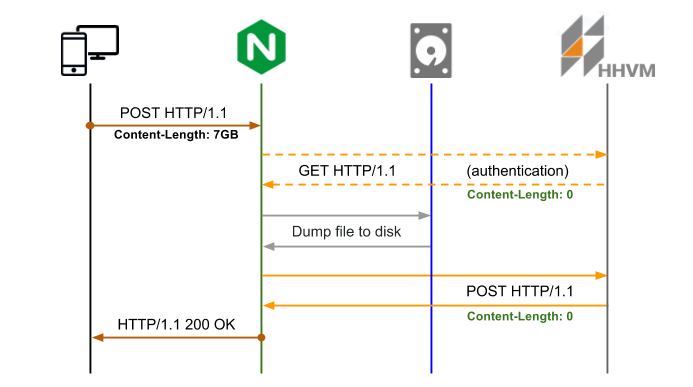 N
HHVM
POST HTTP/1.1
Content-Length: 7GB
GET HTTP/1.1
(authentication)
Content-Length: 0
Dump file to disk
POST HTTP/1.1
Content-Length: 0
HTTP/1.1 200 OK